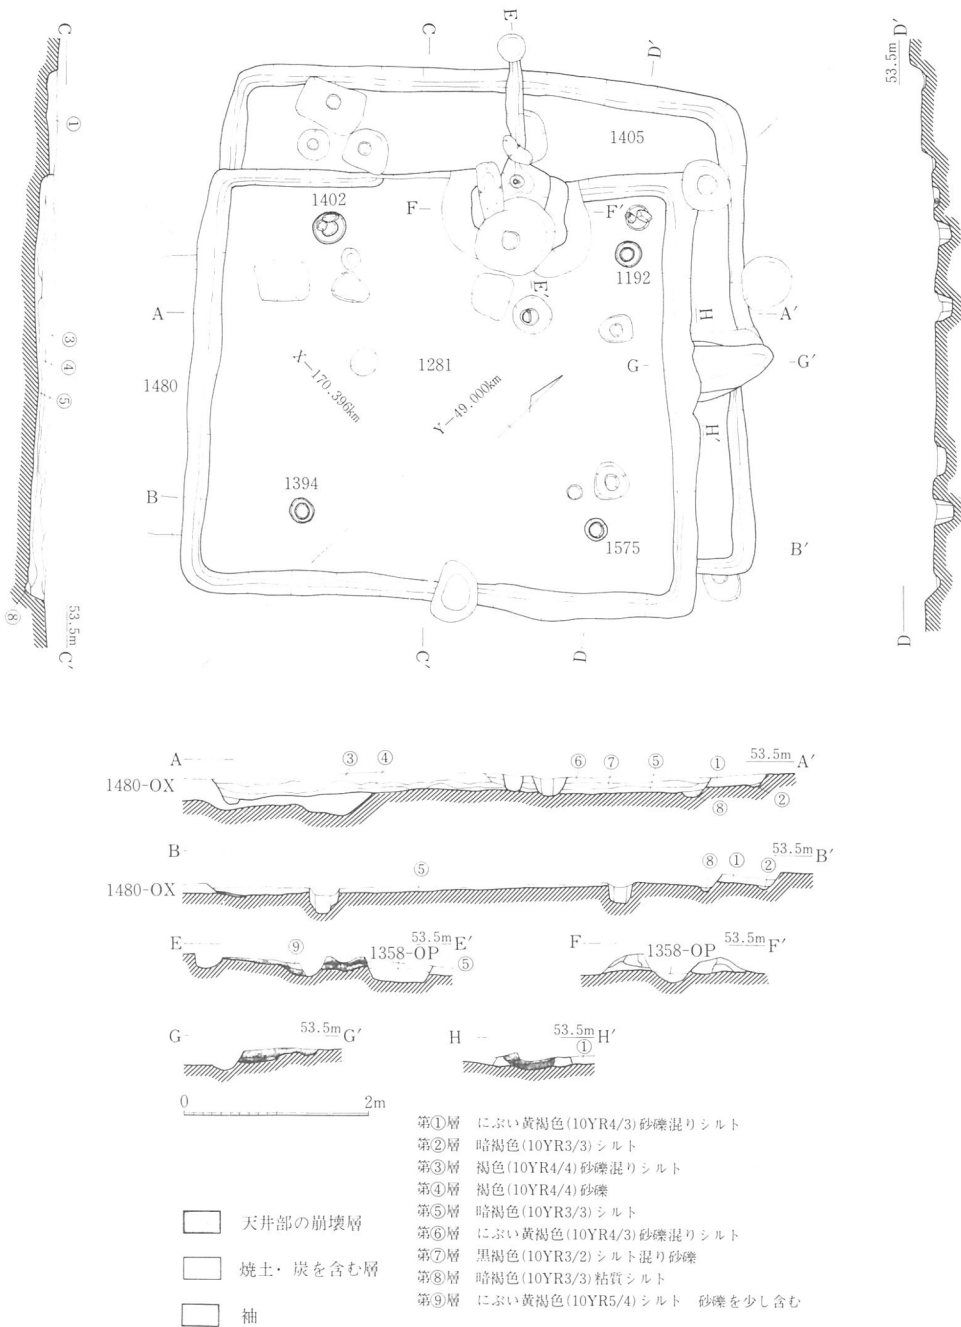 E
C
C
D′
D′
53.5m
①
1405
1402
F
F′
1192
E′
H
A
A′
③
1281
④
G
G′
X－170.396km
Y－49.000km
1480
⑤
H′
1394
B
B′
1575
⑧
53.5m
C′
C′
D
D
A ③ ④ ⑥ ⑦ ⑤ ① 53.5m A′
1480-OX
⑧ ②
B ⑤ ⑧ ① ② 53.5m B′
1480-OX
E ⑨ 1358-OP 53.5m E′ ⑤
F 1358-OP 53.5m F′
G 53.5m G′
H 53.5m H′ ①
0 2m
第①層 にぶい黄褐色(10YR4/3)砂礫混りシルト
第②層 暗褐色(10YR3/3)シルト
第③層 褐色(10YR4/4)砂礫混りシルト
第④層 褐色(10YR4/4)砂礫
第⑤層 暗褐色(10YR3/3)シルト
第⑥層 にぶい黄褐色(10YR4/3)砂礫混りシルト
第⑦層 黒褐色(10YR3/2)シルト混り砂礫
第⑧層 暗褐色(10YR3/3)粘質シルト
第⑨層 にぶい黄褐色(10YR5/4)シルト 砂礫を少し含む
天井部の崩壊層
焼土・炭を含む層
袖